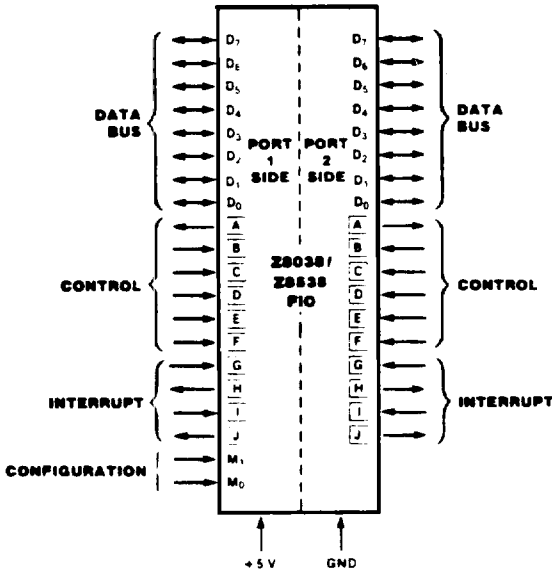 D7 D7
D6 D6
D5 D5
D4 D4
DATA BUS
D3 D3
DATA BUS
PORT 1 SIDE
PORT 2 SIDE
D2 D2
D1 D1
D0 D0
A A
B B
C C
Z8038/
Z8538
FIO
CONTROL
D D
CONTROL
E E
F F
G G
H H
INTERRUPT
I I
INTERRUPT
J J
M1
CONFIGURATION
M0
+5 V GND